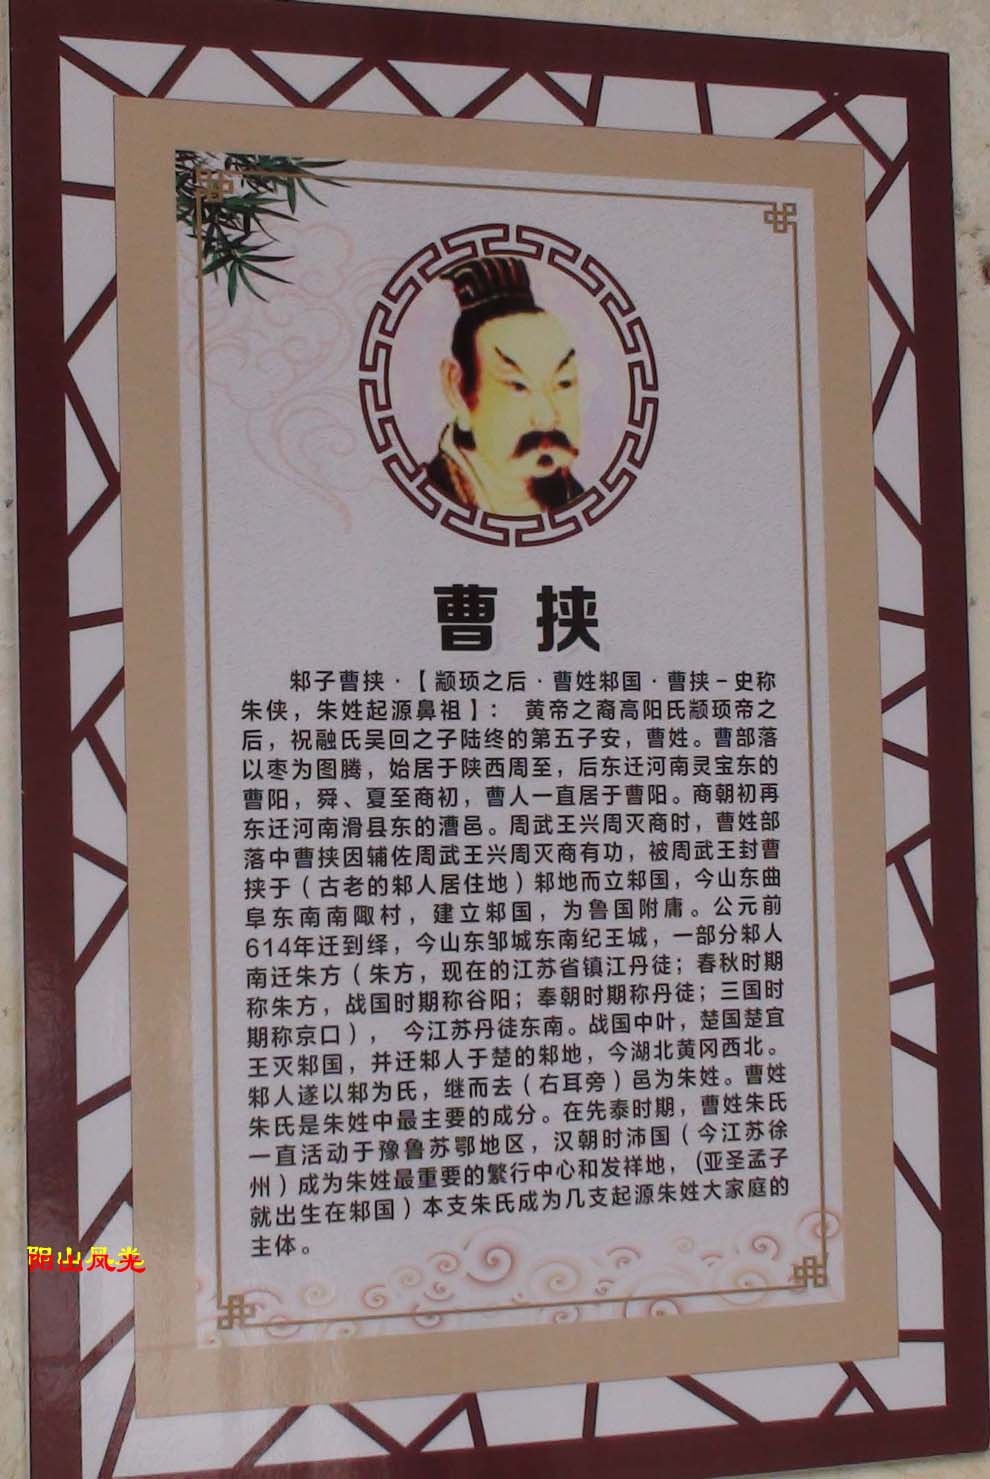 曹 挟
邾子曹挟·【颛顼之后·曹姓邾国·曹挟-史称
朱侠，朱姓起源鼻祖】： 黄帝之裔高阳氏颛顼帝之
后，祝融氏吴回之子陆终的第五子安，曹姓。曹部落
以枣为图腾，始居于陕西周至，后东迁河南灵宝东的
曹阳，舜、夏至商初，曹人一直居于曹阳。商朝初再
东迁河南滑县东的漕邑。周武王兴周灭商时，曹姓部
落中曹挟因辅佐周武王兴周灭商有功，被周武王封曹
挟于（古老的邾人居住地）邾地而立邾国，今山东曲
阜东南南陬村，建立邾国，为鲁国附庸。公元前
614年迁到绎，今山东邹城东南纪王城，一部分邾人
南迁朱方（朱方，现在的江苏省镇江丹徒；春秋时期
称朱方，战国时期称谷阳；奉朝时期称丹徒；三国时
期称京口）， 今江苏丹徒东南。战国中叶，楚国楚宣
王灭邾国，并迁邾人于楚的邾地，今湖北黄冈西北。
邾人遂以邾为氏，继而去（右耳旁）邑为朱姓。曹姓
朱氏是朱姓中最主要的成分。在先泰时期，曹姓朱氏
一直活动于豫鲁苏鄂地区，汉朝时沛国（今江苏徐
州）成为朱姓最重要的繁行中心和发祥地，(亚圣孟子
就出生在邾国）本支朱氏成为几支起源朱姓大家庭的
主体。
阳山风光